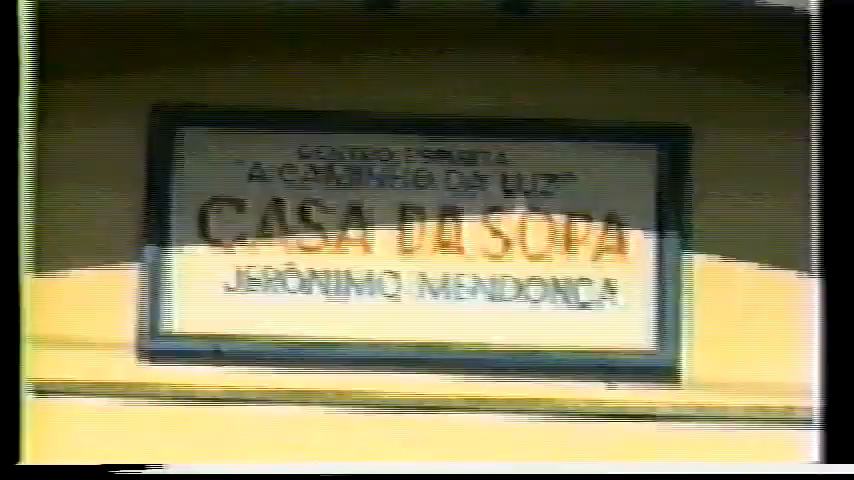 CENTRO ESPÍRITA
"A CAMINHO DA LUZ"
CASA DA SOPA
JERÔNIMO MENDONÇA